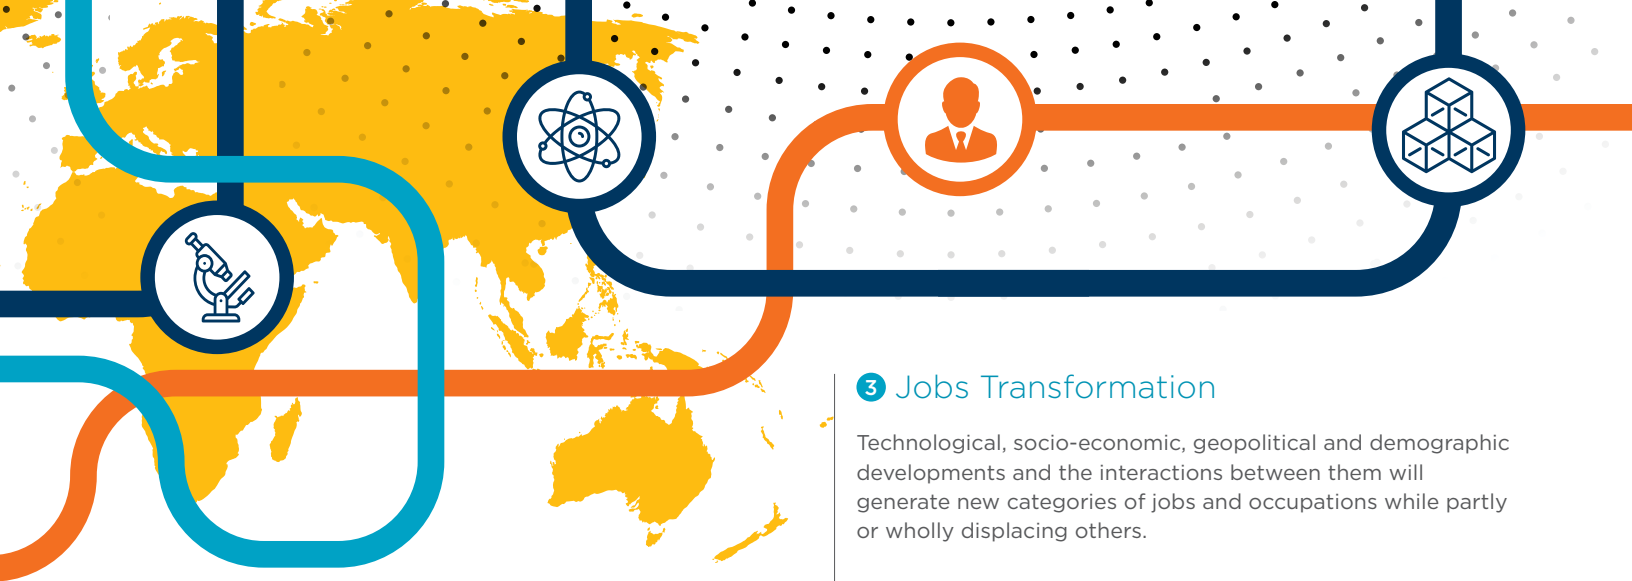 3 Jobs Transformation
Technological, socio-economic, geopolitical and demographic
developments and the interactions between them will
generate new categories of jobs and occupations while partly
or wholly displacing others.